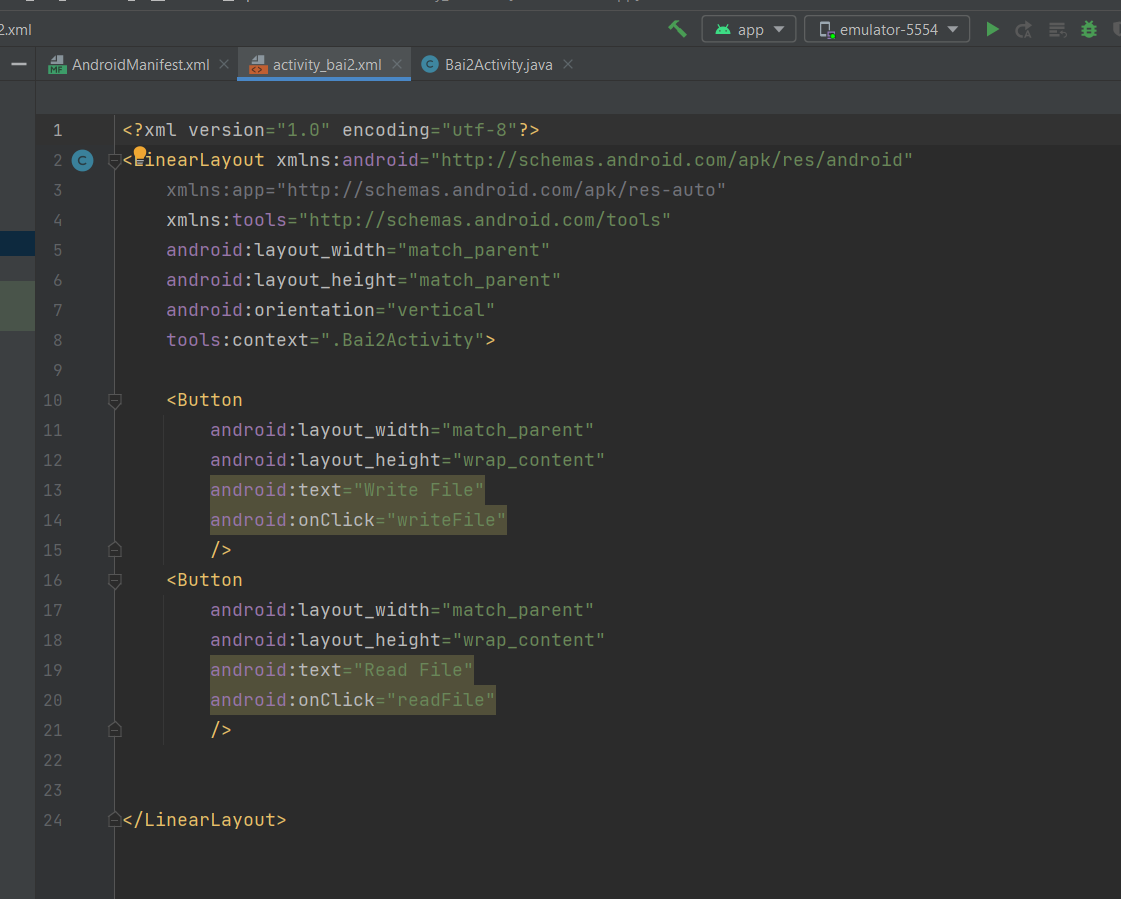 2.xml
app
emulator-5554
AndroidManifest.xml
activity_bai2.xml
Bai2Activity.java
1 <?xml version="1.0" encoding="utf-8"?>
2 <LinearLayout xmlns:android="http://schemas.android.com/apk/res/android"
3 xmlns:app="http://schemas.android.com/apk/res-auto"
4 xmlns:tools="http://schemas.android.com/tools"
5 android:layout_width="match_parent"
6 android:layout_height="match_parent"
7 android:orientation="vertical"
8 tools:context=".Bai2Activity">
9
10 <Button
11 android:layout_width="match_parent"
12 android:layout_height="wrap_content"
13 android:text="Write File"
14 android:onClick="writeFile"
15 />
16 <Button
17 android:layout_width="match_parent"
18 android:layout_height="wrap_content"
19 android:text="Read File"
20 android:onClick="readFile"
21 />
22
23
24 </LinearLayout>